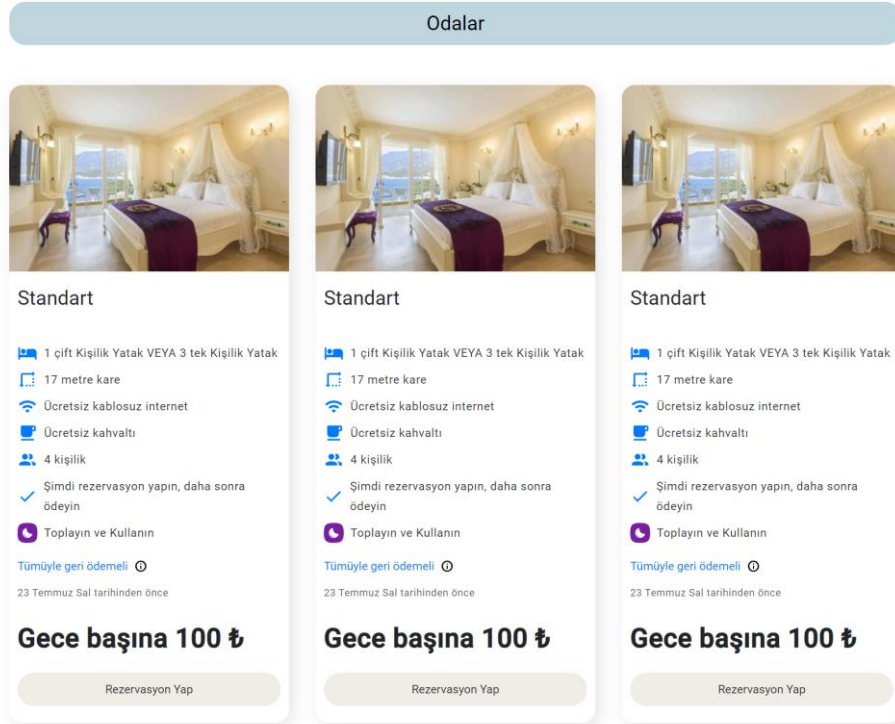 Odalar
Standart
1 çift Kişilik Yatak VEYA 3 tek Kişilik Yatak
17 metre kare
Ücretsiz kablosuz internet
Ücretsiz kahvaltı
4 kişilik
Şimdi rezervasyon yapın, daha sonra
ödeyin
Toplayın ve Kullanın
Tümüyle geri ödemeli
23 Temmuz Sal tarihinden önce
Gece başına 100 ₺
Rezervasyon Yap
Standart
1 çift Kişilik Yatak VEYA 3 tek Kişilik Yatak
17 metre kare
Ücretsiz kablosuz internet
Ücretsiz kahvaltı
4 kişilik
Şimdi rezervasyon yapın, daha sonra
ödeyin
Toplayın ve Kullanın
Tümüyle geri ödemeli
23 Temmuz Sal tarihinden önce
Gece başına 100 ₺
Rezervasyon Yap
Standart
1 çift Kişilik Yatak VEYA 3 tek Kişilik Yatak
17 metre kare
Ücretsiz kablosuz internet
Ücretsiz kahvaltı
4 kişilik
Şimdi rezervasyon yapın, daha sonra
ödeyin
Toplayın ve Kullanın
Tümüyle geri ödemeli
23 Temmuz Sal tarihinden önce
Gece başına 100 ₺
Rezervasyon Yap